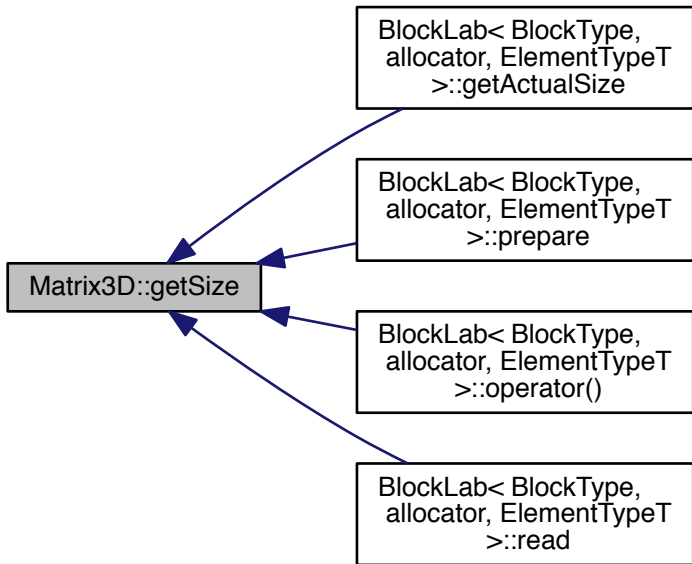 BlockLab< BlockType,
allocator, ElementTypeT
>::getActualSize
BlockLab< BlockType,
allocator, ElementTypeT
>::prepare
Matrix3D::getSize
BlockLab< BlockType,
allocator, ElementTypeT
>::operator()
BlockLab< BlockType,
allocator, ElementTypeT
>::read